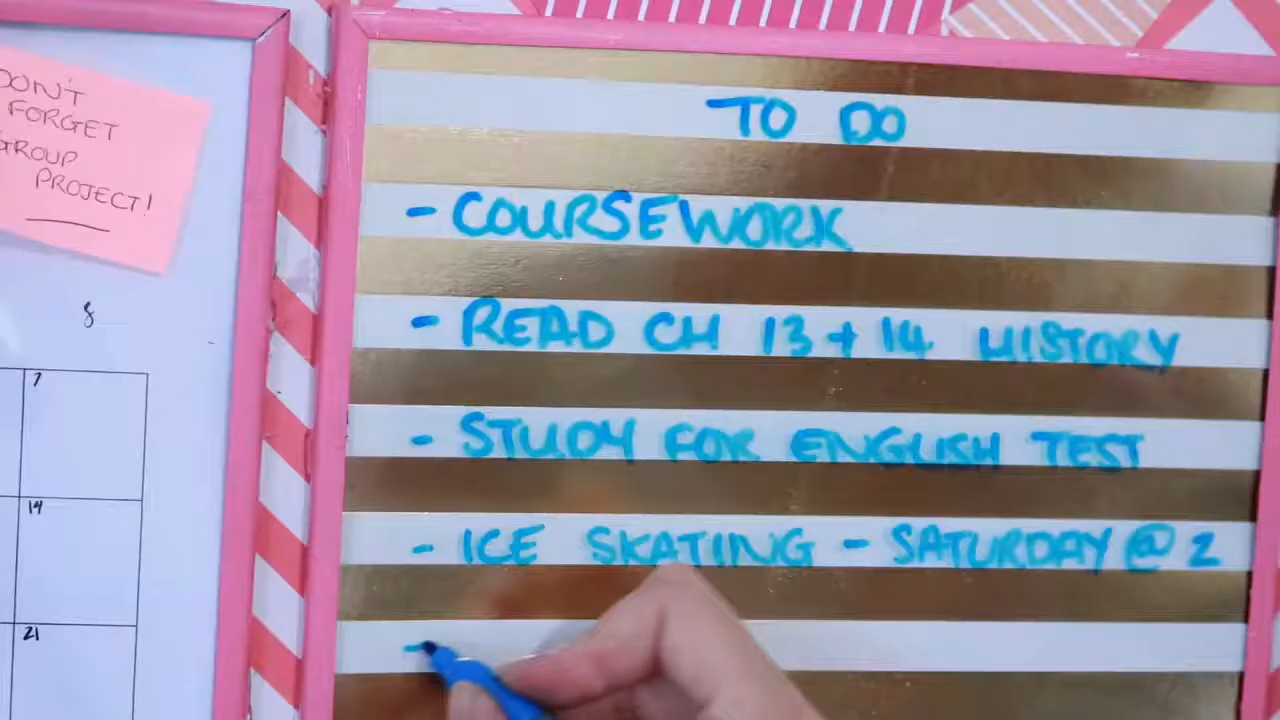 DON'T
FORGET
GROUP
PROJECT!
8
7
14
21
TO DO
- COURSEWORK
- READ CH 13 + 14 HISTORY
- STUDY FOR ENGLISH TEST
- ICE SKATING - SATURDAY @ 2
-